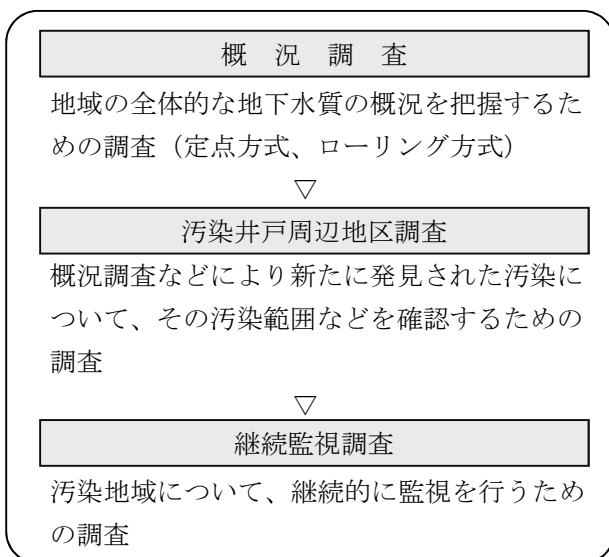 概　況　調　査
地域の全体的な地下水質の概況を把握するた
めの調査（定点方式、ローリング方式）
▽
汚染井戸周辺地区調査
概況調査などにより新たに発見された汚染に
ついて、その汚染範囲などを確認するための
調査
▽
継続監視調査
汚染地域について、継続的に監視を行うため
の調査